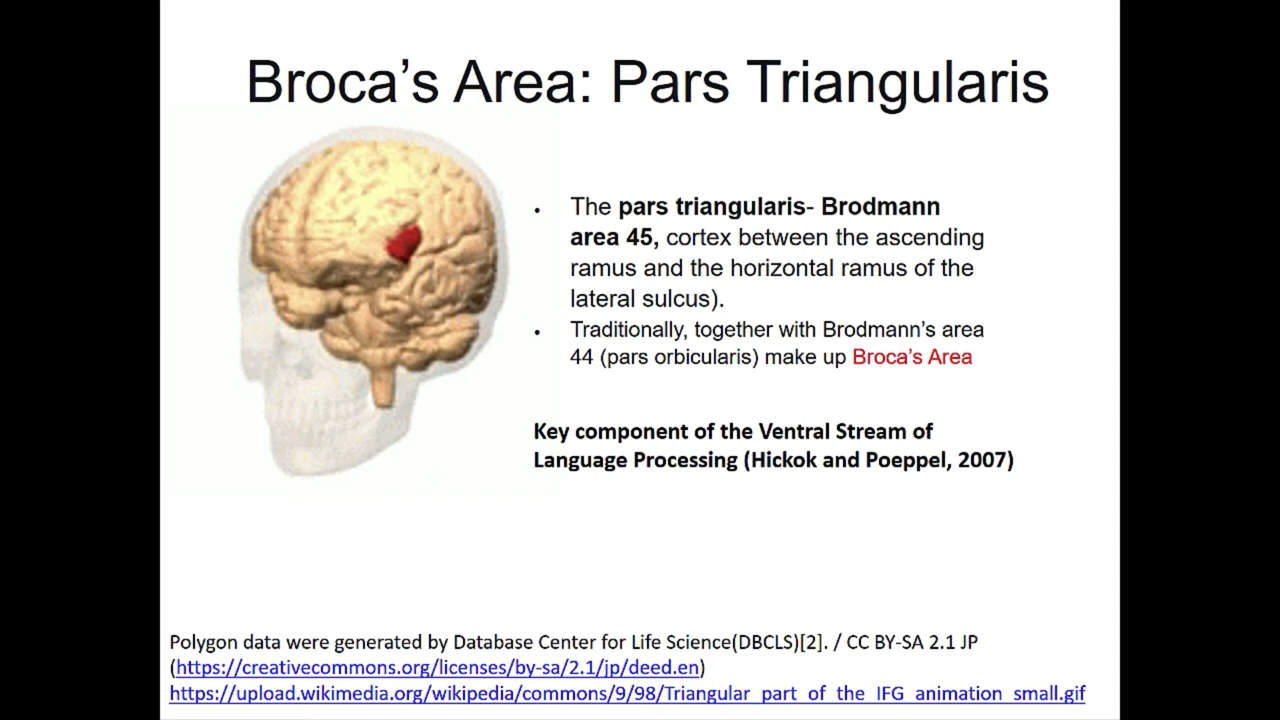 Broca’s Area: Pars Triangularis
• The pars triangularis- Brodmann
area 45, cortex between the ascending
ramus and the horizontal ramus of the
lateral sulcus).
• Traditionally, together with Brodmann’s area
44 (pars orbicularis) make up Broca’s Area
Key component of the Ventral Stream of
Language Processing (Hickok and Poeppel, 2007)
Polygon data were generated by Database Center for Life Science(DBCLS)[2]. / CC BY-SA 2.1 JP
(https://creativecommons.org/licenses/by-sa/2.1/jp/deed.en)
https://upload.wikimedia.org/wikipedia/commons/9/98/Triangular_part_of_the_IFG_animation_small.gif